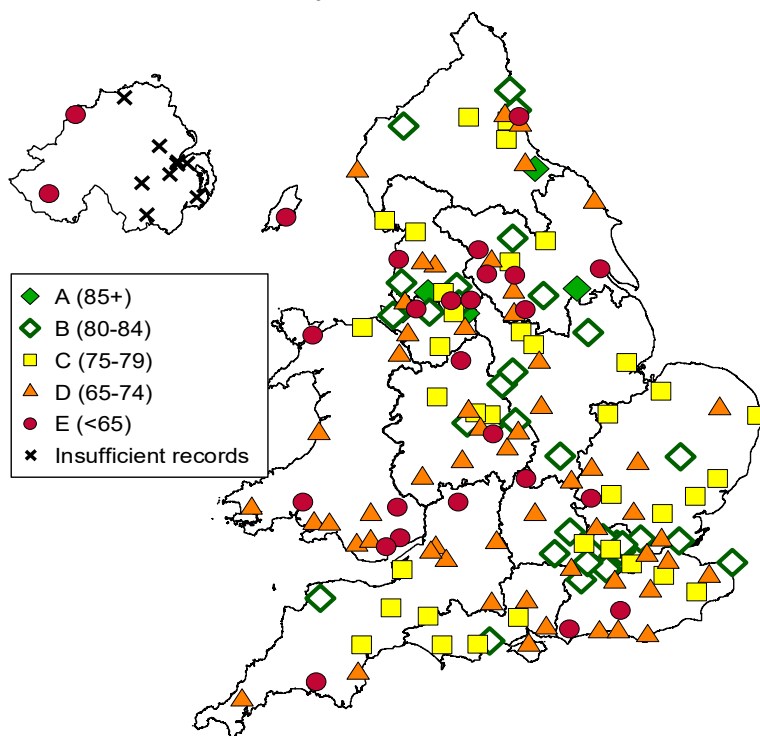 A (85+)
B (80-84)
C (75-79)
D (65-74)
E (<65)
Insufficient records